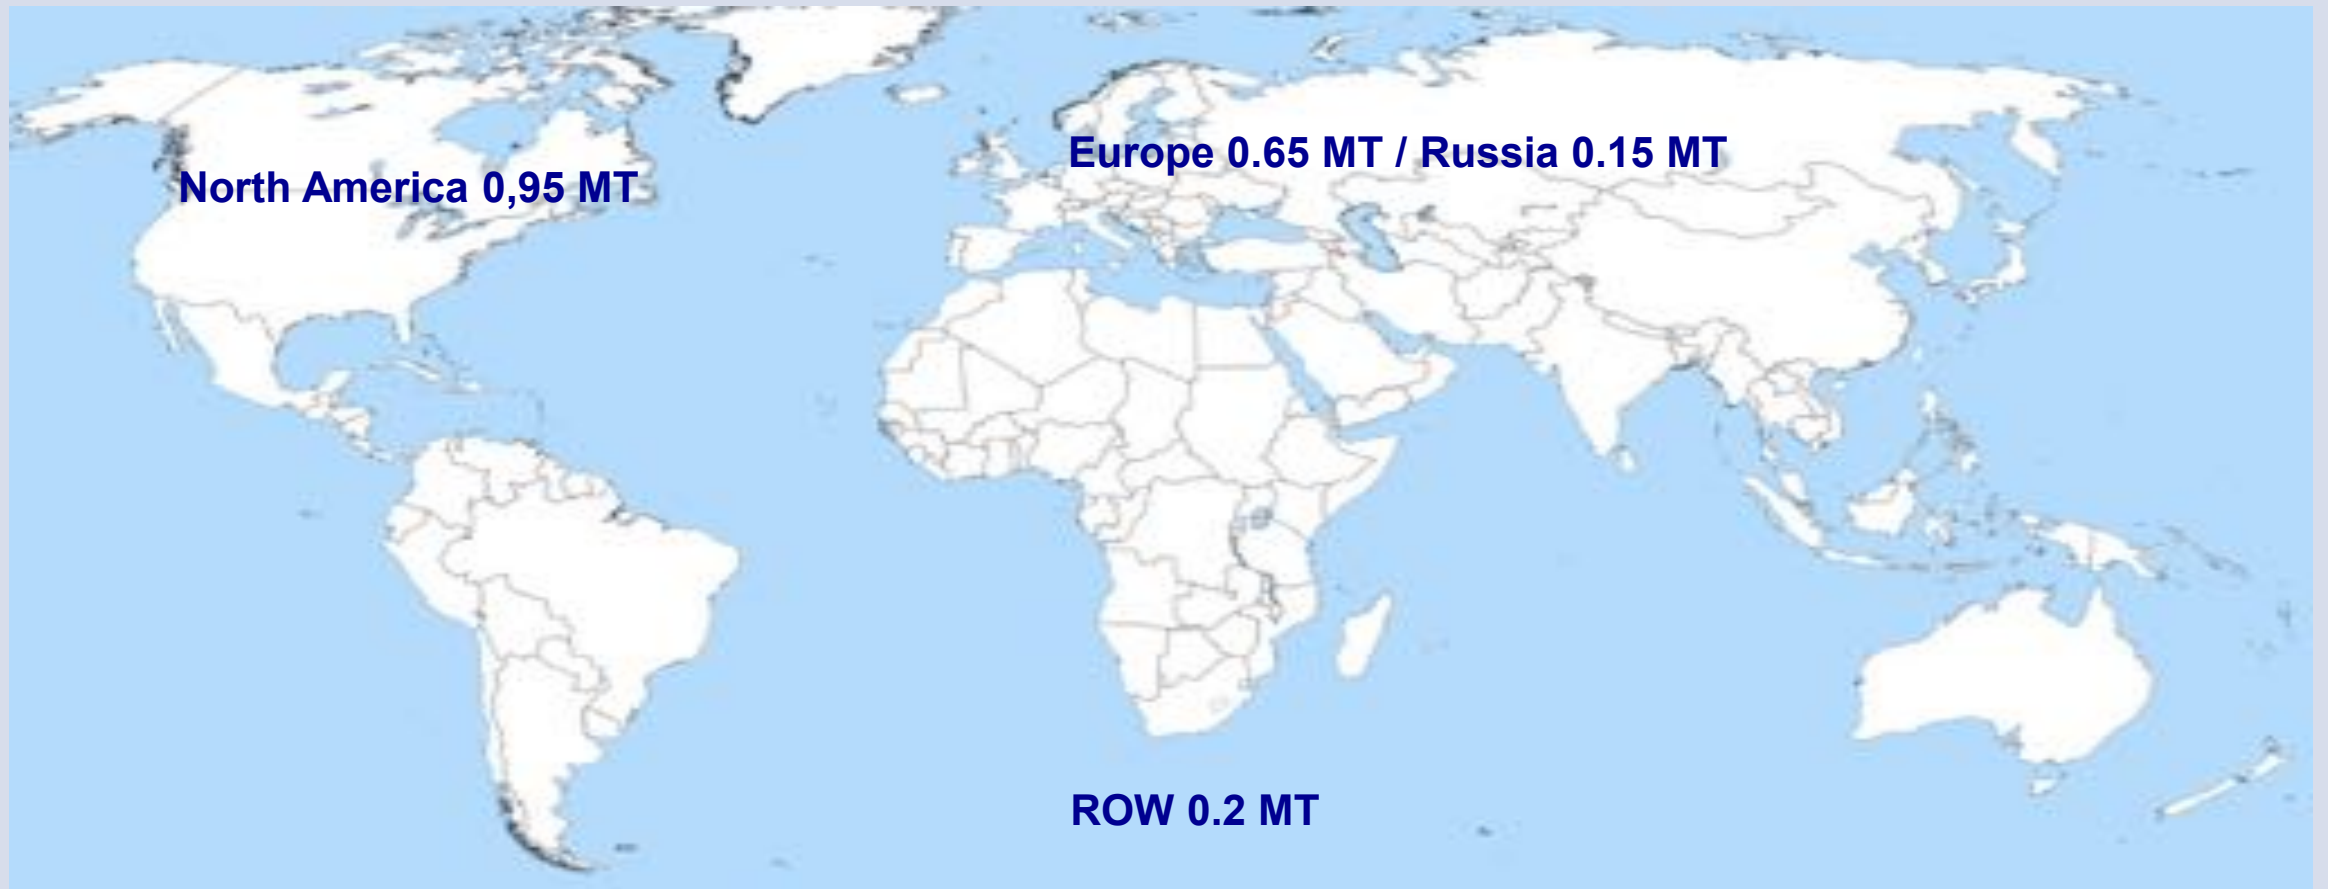 Europe 0.65 MT / Russia 0.15 MT
North America 0,95 MT
ROW 0.2 MT